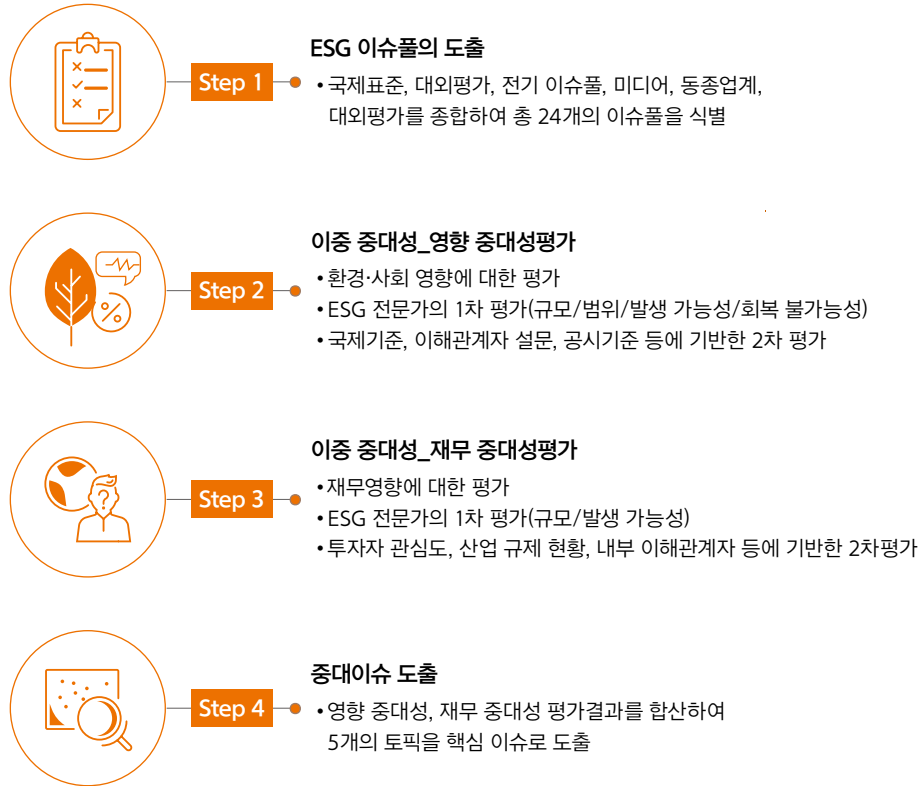 ESG 이슈풀의 도출
Step 1
•국제표준, 대외평가, 전기 이슈풀, 미디어, 동종업계,
대외평가를 종합하여 총 24개의 이슈풀을 식별
이중 중대성_영향 중대성평가
Step 2
•환경·사회 영향에 대한 평가
•ESG 전문가의 1차 평가(규모/범위/발생 가능성/회복 불가능성)
•국제기준, 이해관계자 설문, 공시기준 등에 기반한 2차 평가
이중 중대성_재무 중대성평가
Step 3
•재무영향에 대한 평가
•ESG 전문가의 1차 평가(규모/발생 가능성)
•투자자 관심도, 산업 규제 현황, 내부 이해관계자 등에 기반한 2차평가
중대이슈 도출
Step 4
•영향 중대성, 재무 중대성 평가결과를 합산하여
5개의 토픽을 핵심 이슈로 도출